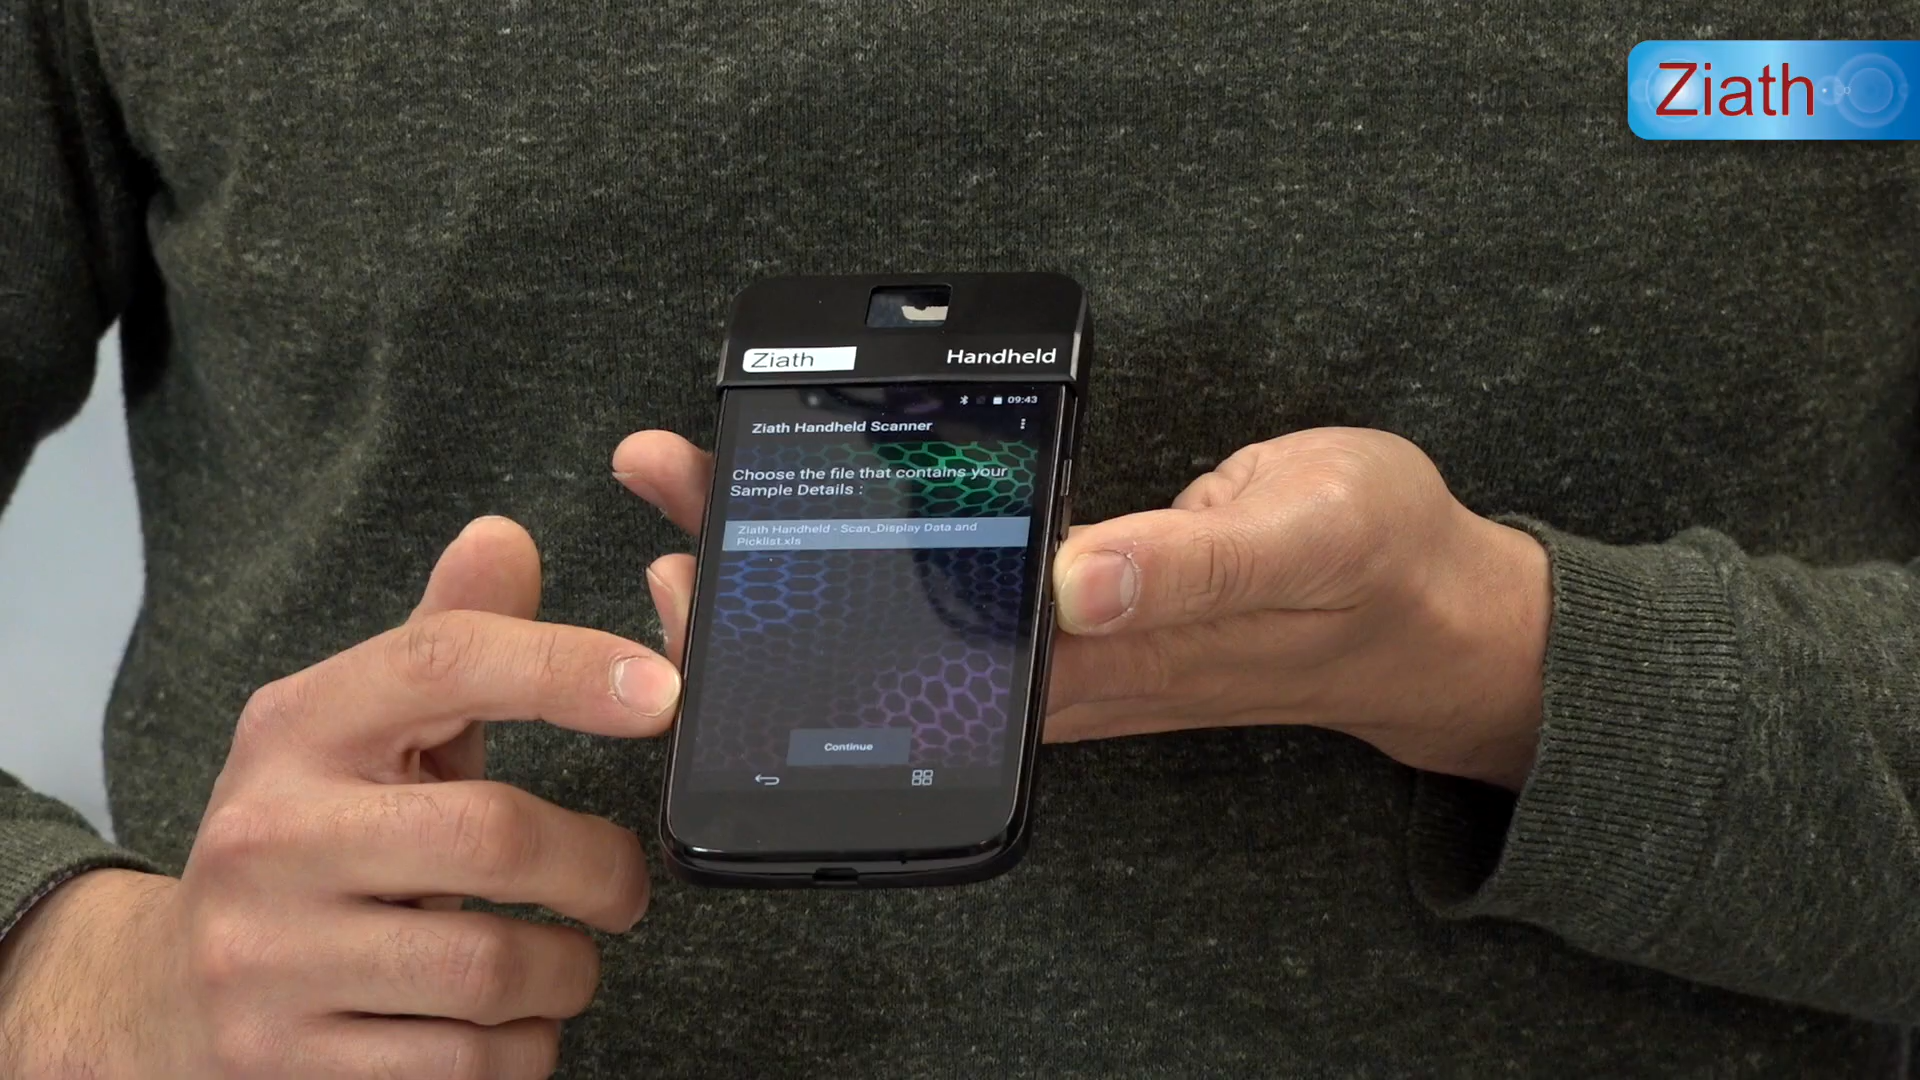 Ziath
Ziath
Handheld
09:43
Ziath Handheld Scanner
Choose the file that contains your
Sample Details :
Ziath Handheld - Scan_Display Data and
Picklist.xls
Continue